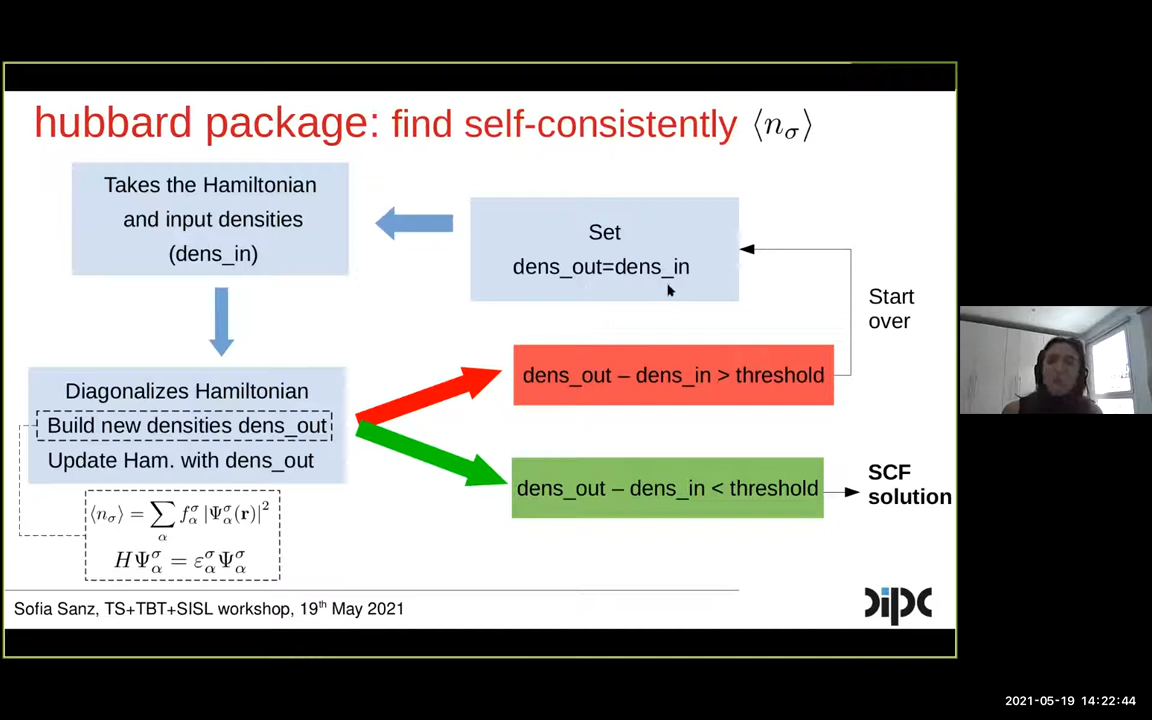 hubbard package: find self-consistently ⟨n_σ⟩
Takes the Hamiltonian
and input densities
(dens_in)
Set
dens_out=dens_in
Start
over
dens_out – dens_in > threshold
Diagonalizes Hamiltonian
Build new densities dens_out
Update Ham. with dens_out
dens_out – dens_in < threshold
SCF
solution
⟨n_σ⟩ = ∑_α f_α^σ |Ψ_α^σ(r)|²
HΨ_α^σ = ε_α^σ Ψ_α^σ
Sofia Sanz, TS+TBT+SISL workshop, 19th May 2021
dipc
2021-05-19 14:22:44